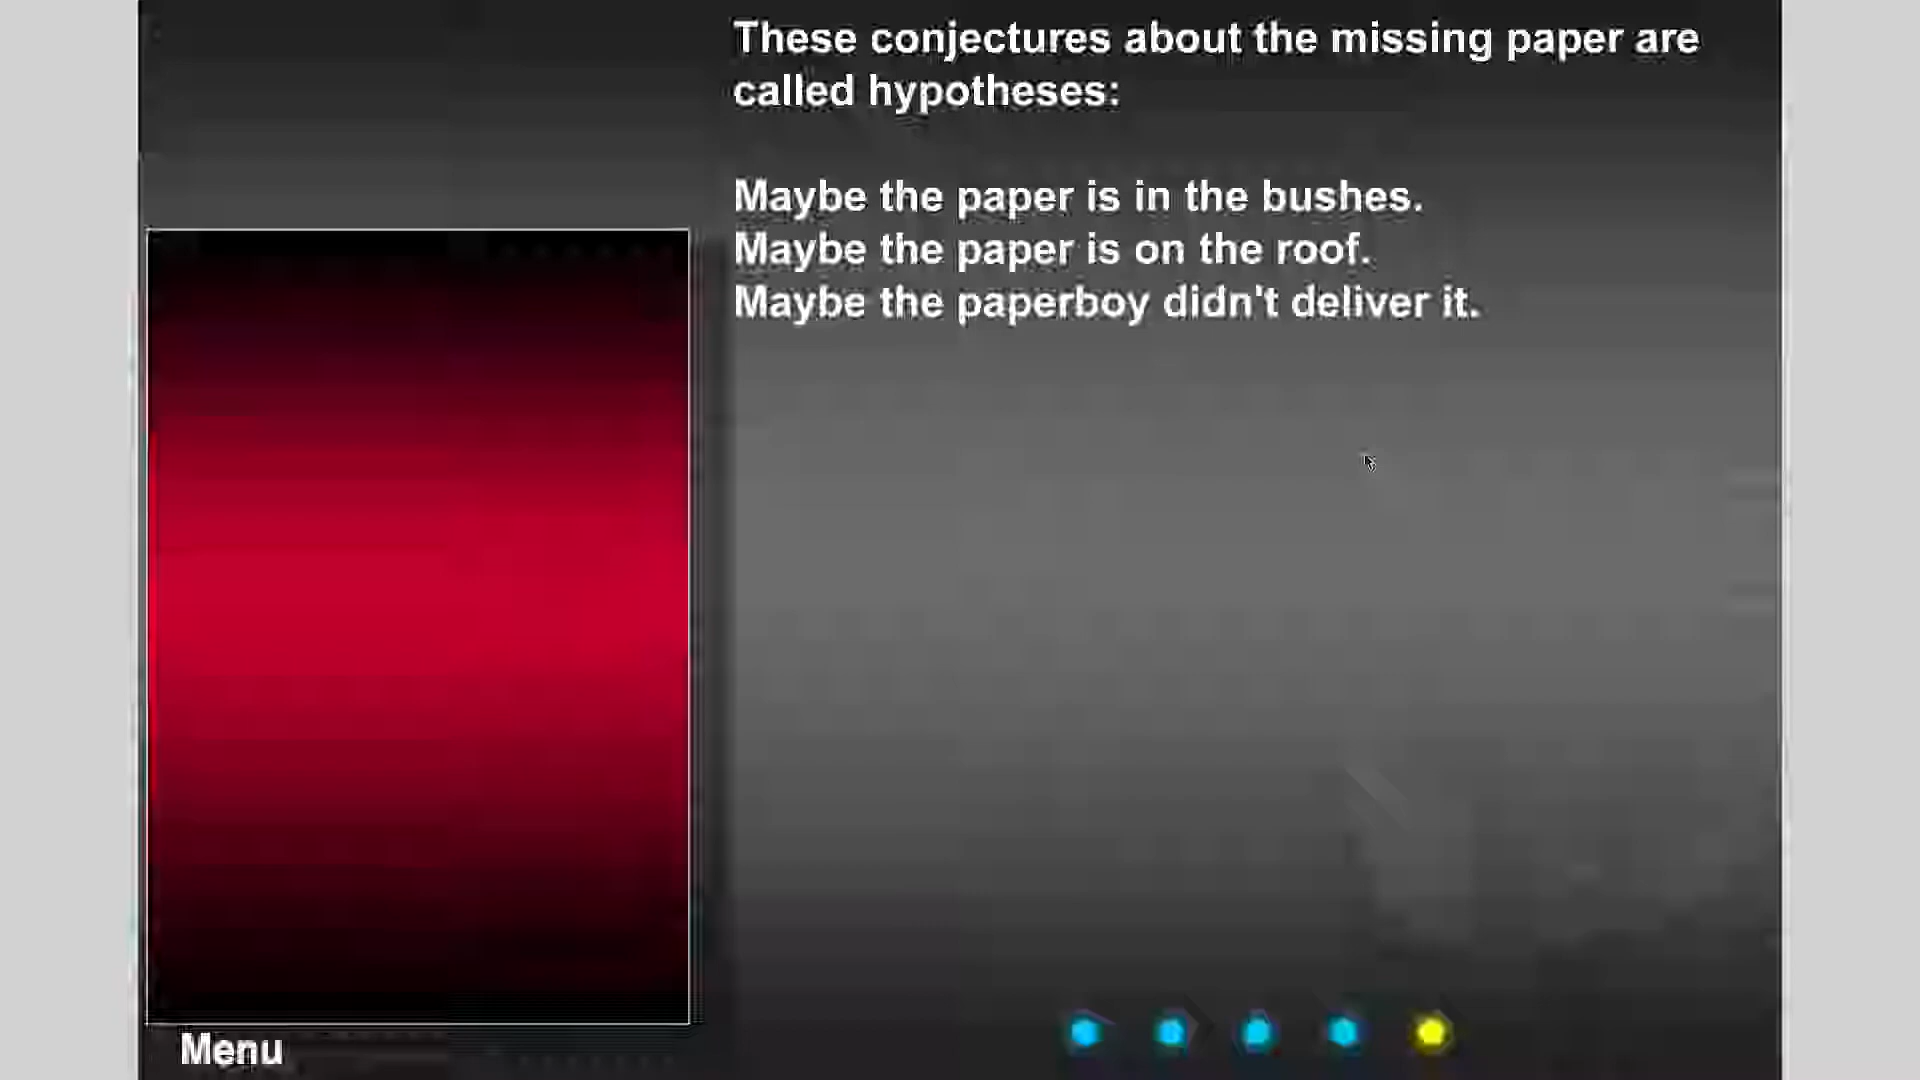 These conjectures about the missing paper are
called hypotheses:
Maybe the paper is in the bushes.
Maybe the paper is on the roof.
Maybe the paperboy didn't deliver it.
Menu